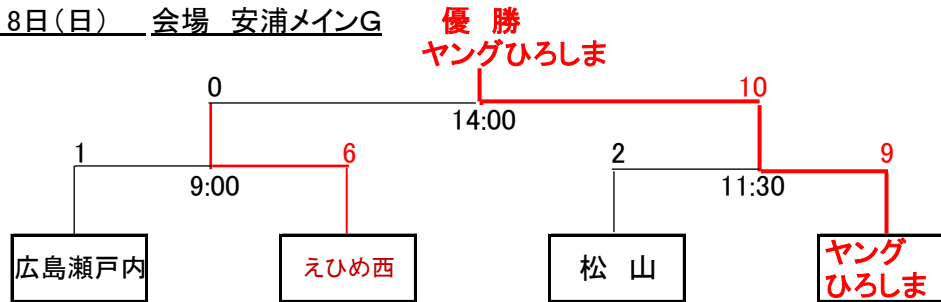 8日(日) 会場 安浦メインG
優 勝
ヤングひろしま
0
10
14:00
1
6
2
9
9:00
11:30
広島瀬戸内
えひめ西
松 山
ヤング
ひろしま